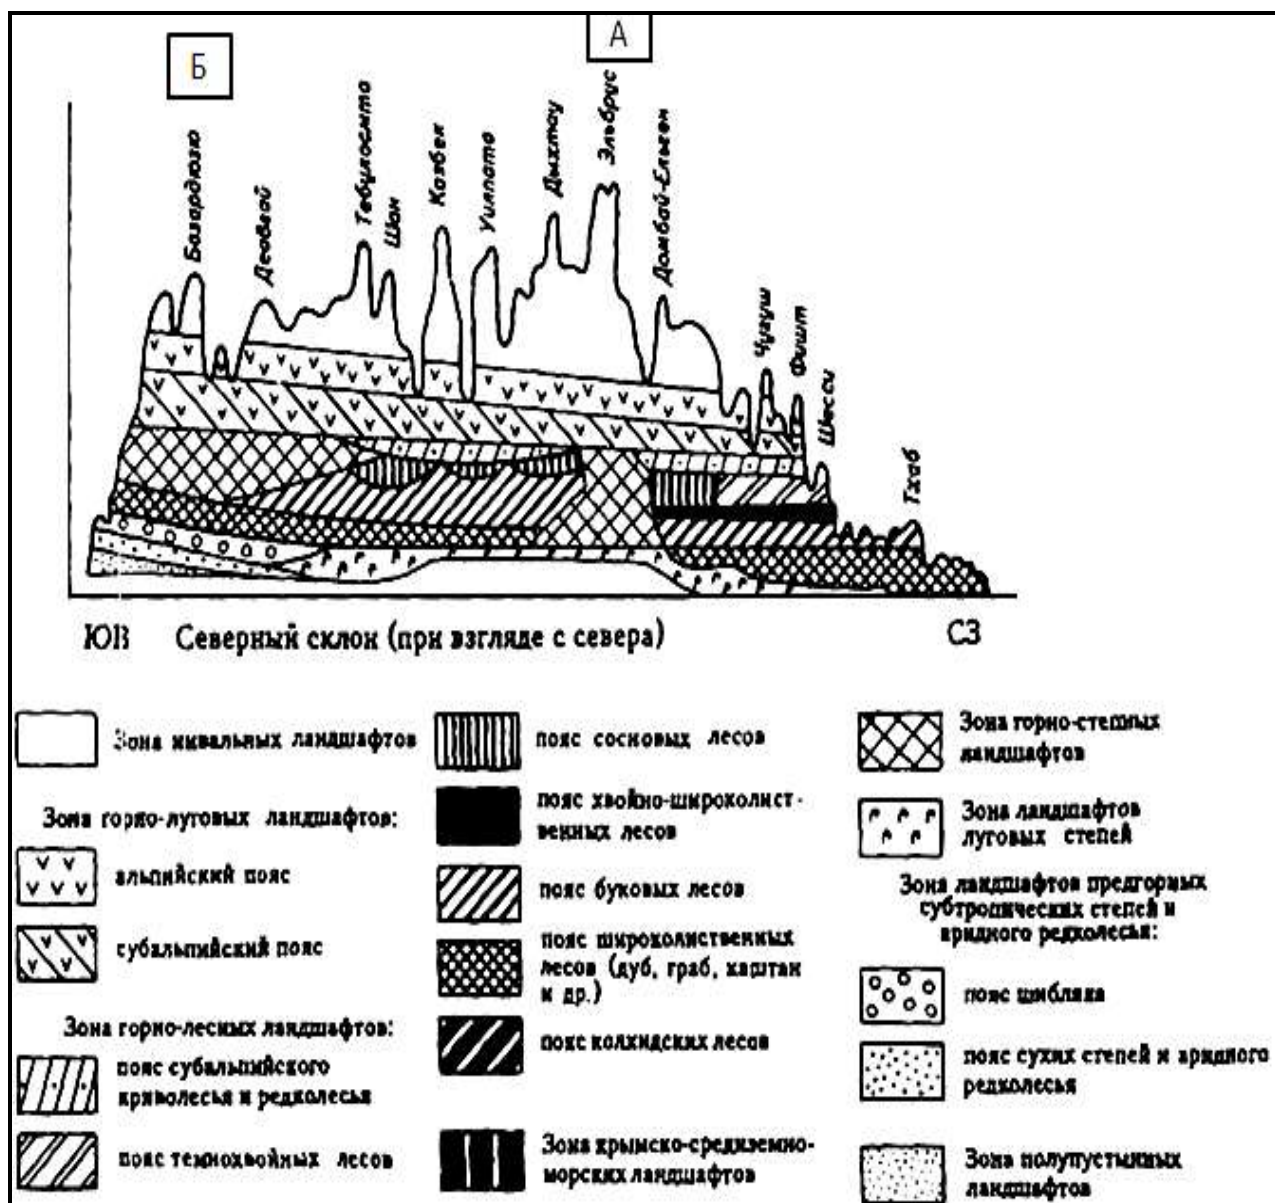 А
Б
Базардюзю
Деавгай
Тебулосмта
Шан
Казбек
Уилпата
Дыхтау
Эльбрус
Домбай-Ельген
Чугуш
Фишт
Шесси
Тхаб
ЮВ
Северный склон (при взгляде с севера)
СЗ
Зона нивальных ландшафтов
Зона горно-луговых ландшафтов:
альпийский пояс
субальпийский пояс
Зона горно-лесных ландшафтов:
пояс субальпийского
криволесья и редколесья
пояс темнохвойных лесов
пояс сосновых лесов
пояс хвойно-широколист-
венных лесов
пояс буковых лесов
пояс широколиственных
лесов (дуб, граб, каштан
и др.)
пояс колхидских лесов
Зона крымско-средиземно-
морских ландшафтов
Зона горно-степных
ландшафтов
Зона ландшафтов
луговых степей
Зона ландшафтов предгорных
субтропических степей и
аридного редколесья:
пояс шибляка
пояс сухих степей и аридного
редколесья
Зона полупустынных
ландшафтов